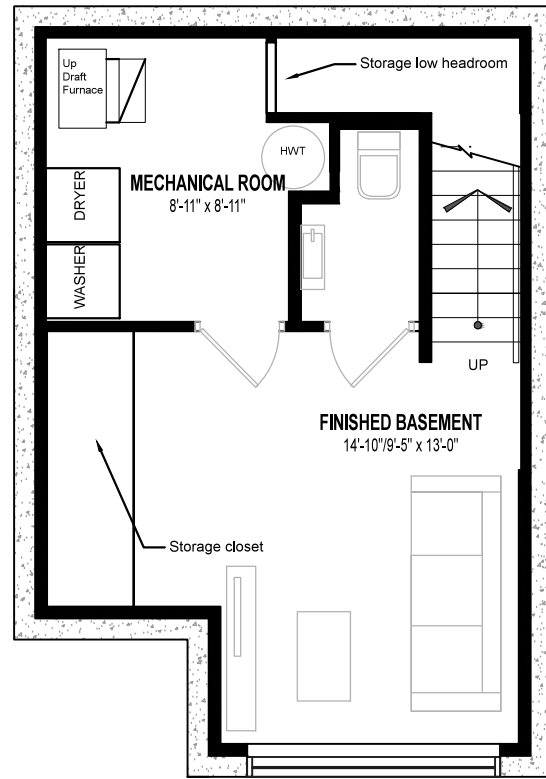 Up
Draft
Furnace
Storage low headroom
HWT
MECHANICAL ROOM
8'-11" x 8'-11"
DRYER
WASHER
UP
FINISHED BASEMENT
14'-10"/9'-5" x 13'-0"
Storage closet